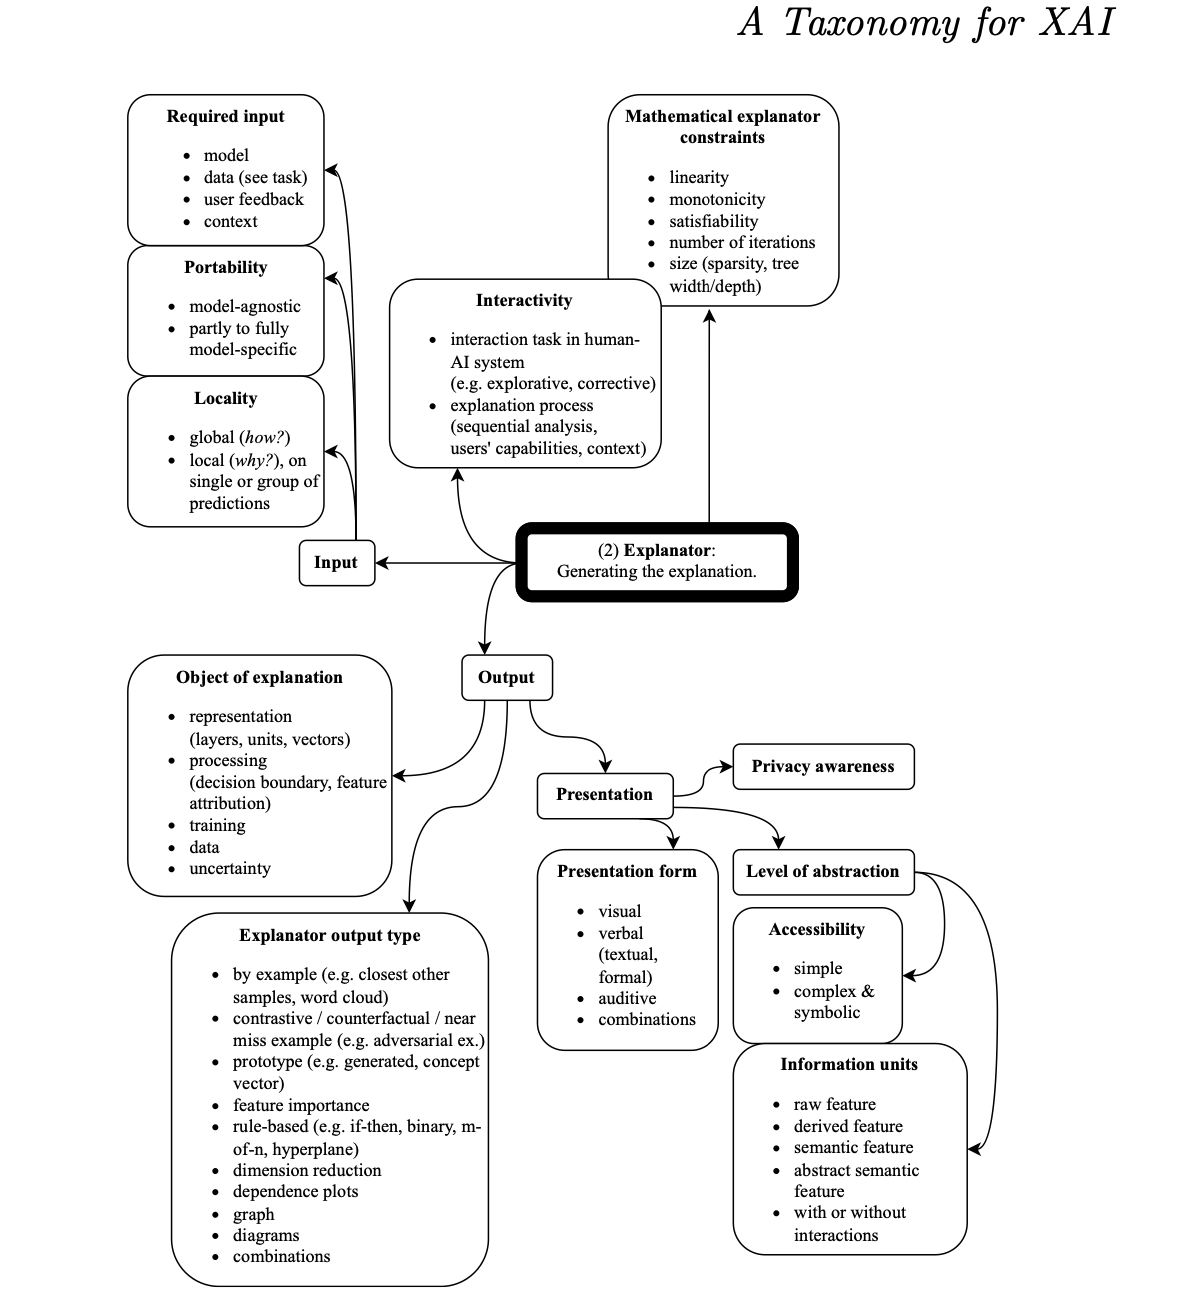 A Taxonomy for XAI
Required input
• model
• data (see task)
• user feedback
• context
Portability
• model-agnostic
• partly to fully
model-specific
Locality
• global (how?)
• local (why?), on
single or group of
predictions
Input
Mathematical explanator
constraints
• linearity
• monotonicity
• satisfiability
• number of iterations
• size (sparsity, tree
width/depth)
Interactivity
• interaction task in human-
AI system
(e.g. explorative, corrective)
• explanation process
(sequential analysis,
users' capabilities, context)
(2) Explanator:
Generating the explanation.
Output
Object of explanation
• representation
(layers, units, vectors)
• processing
(decision boundary, feature
attribution)
• training
• data
• uncertainty
Explanator output type
• by example (e.g. closest other
samples, word cloud)
• contrastive / counterfactual / near
miss example (e.g. adversarial ex.)
• prototype (e.g. generated, concept
vector)
• feature importance
• rule-based (e.g. if-then, binary, m-
of-n, hyperplane)
• dimension reduction
• dependence plots
• graph
• diagrams
• combinations
Presentation
Privacy awareness
Presentation form
• visual
• verbal
(textual,
formal)
• auditive
• combinations
Level of abstraction
Accessibility
• simple
• complex &
symbolic
Information units
• raw feature
• derived feature
• semantic feature
• abstract semantic
feature
• with or without
interactions